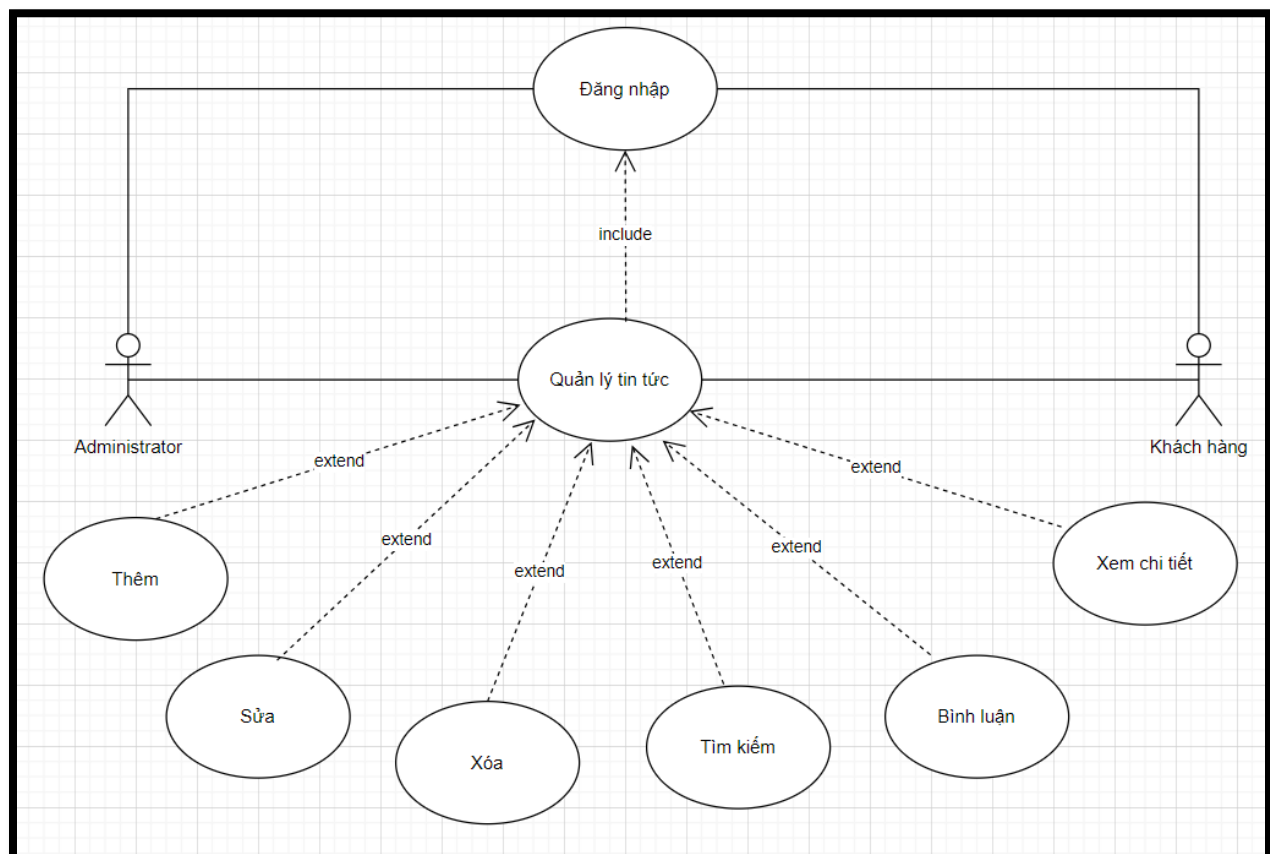 Đăng nhập
include
Quản lý tin tức
Administrator
Khách hàng
extend
extend
extend
extend
extend
extend
Thêm
Sửa
Xóa
Tìm kiếm
Bình luận
Xem chi tiết